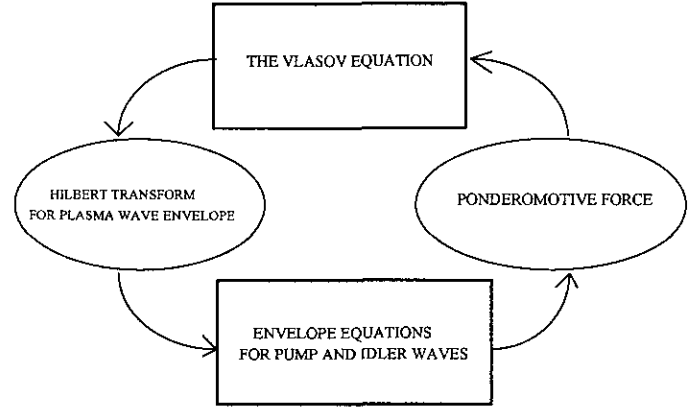 THE VLASOV EQUATION
HILBERT TRANSFORM
FOR PLASMA WAVE ENVELOPE
PONDEROMOTIVE FORCE
ENVELOPE EQUATIONS
FOR PUMP AND IDLER WAVES